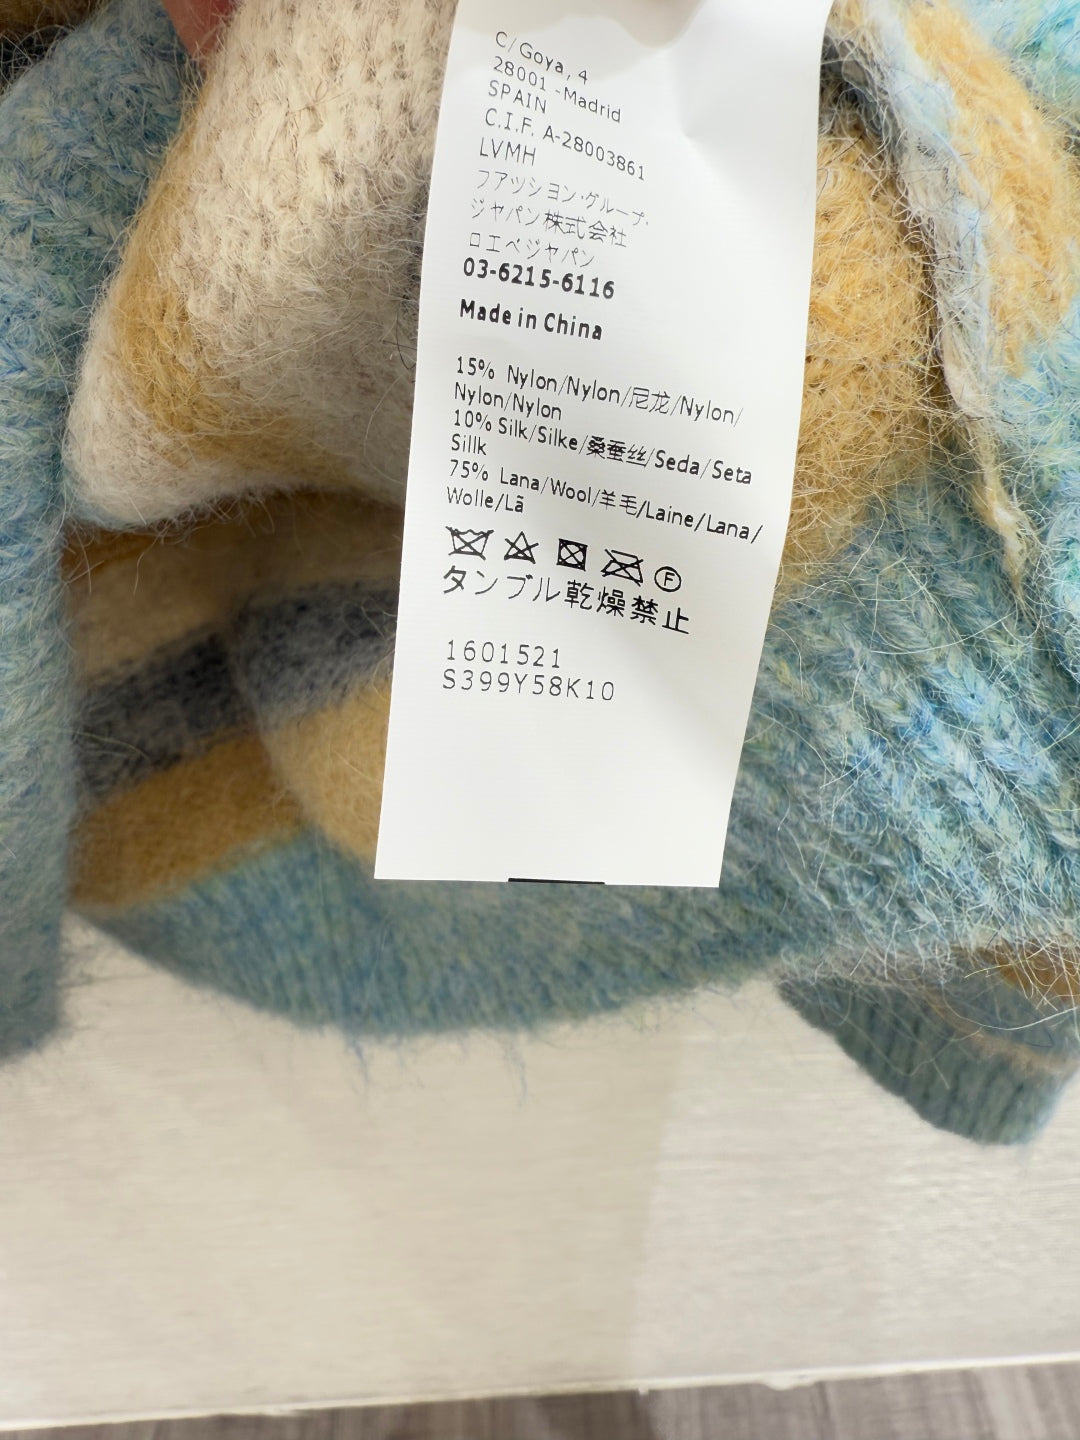 C/Goya, 4
28001 -Madrid
SPAIN
C.I.F. A-28003861
LVMH
ファッション・グループ・
ジャパン株式会社
ロエベジャパン
03-6215-6116
Made in China
15% Nylon/Nylon/尼龙/Nylon/
Nylon/Nylon
10% Silk/Silke/桑蚕丝/Seda/Seta
Sillk
75% Lana/Wool/羊毛/Laine/Lana/
Wolle/Lã
F
タンブル乾燥禁止
1601521
S399Y58K10